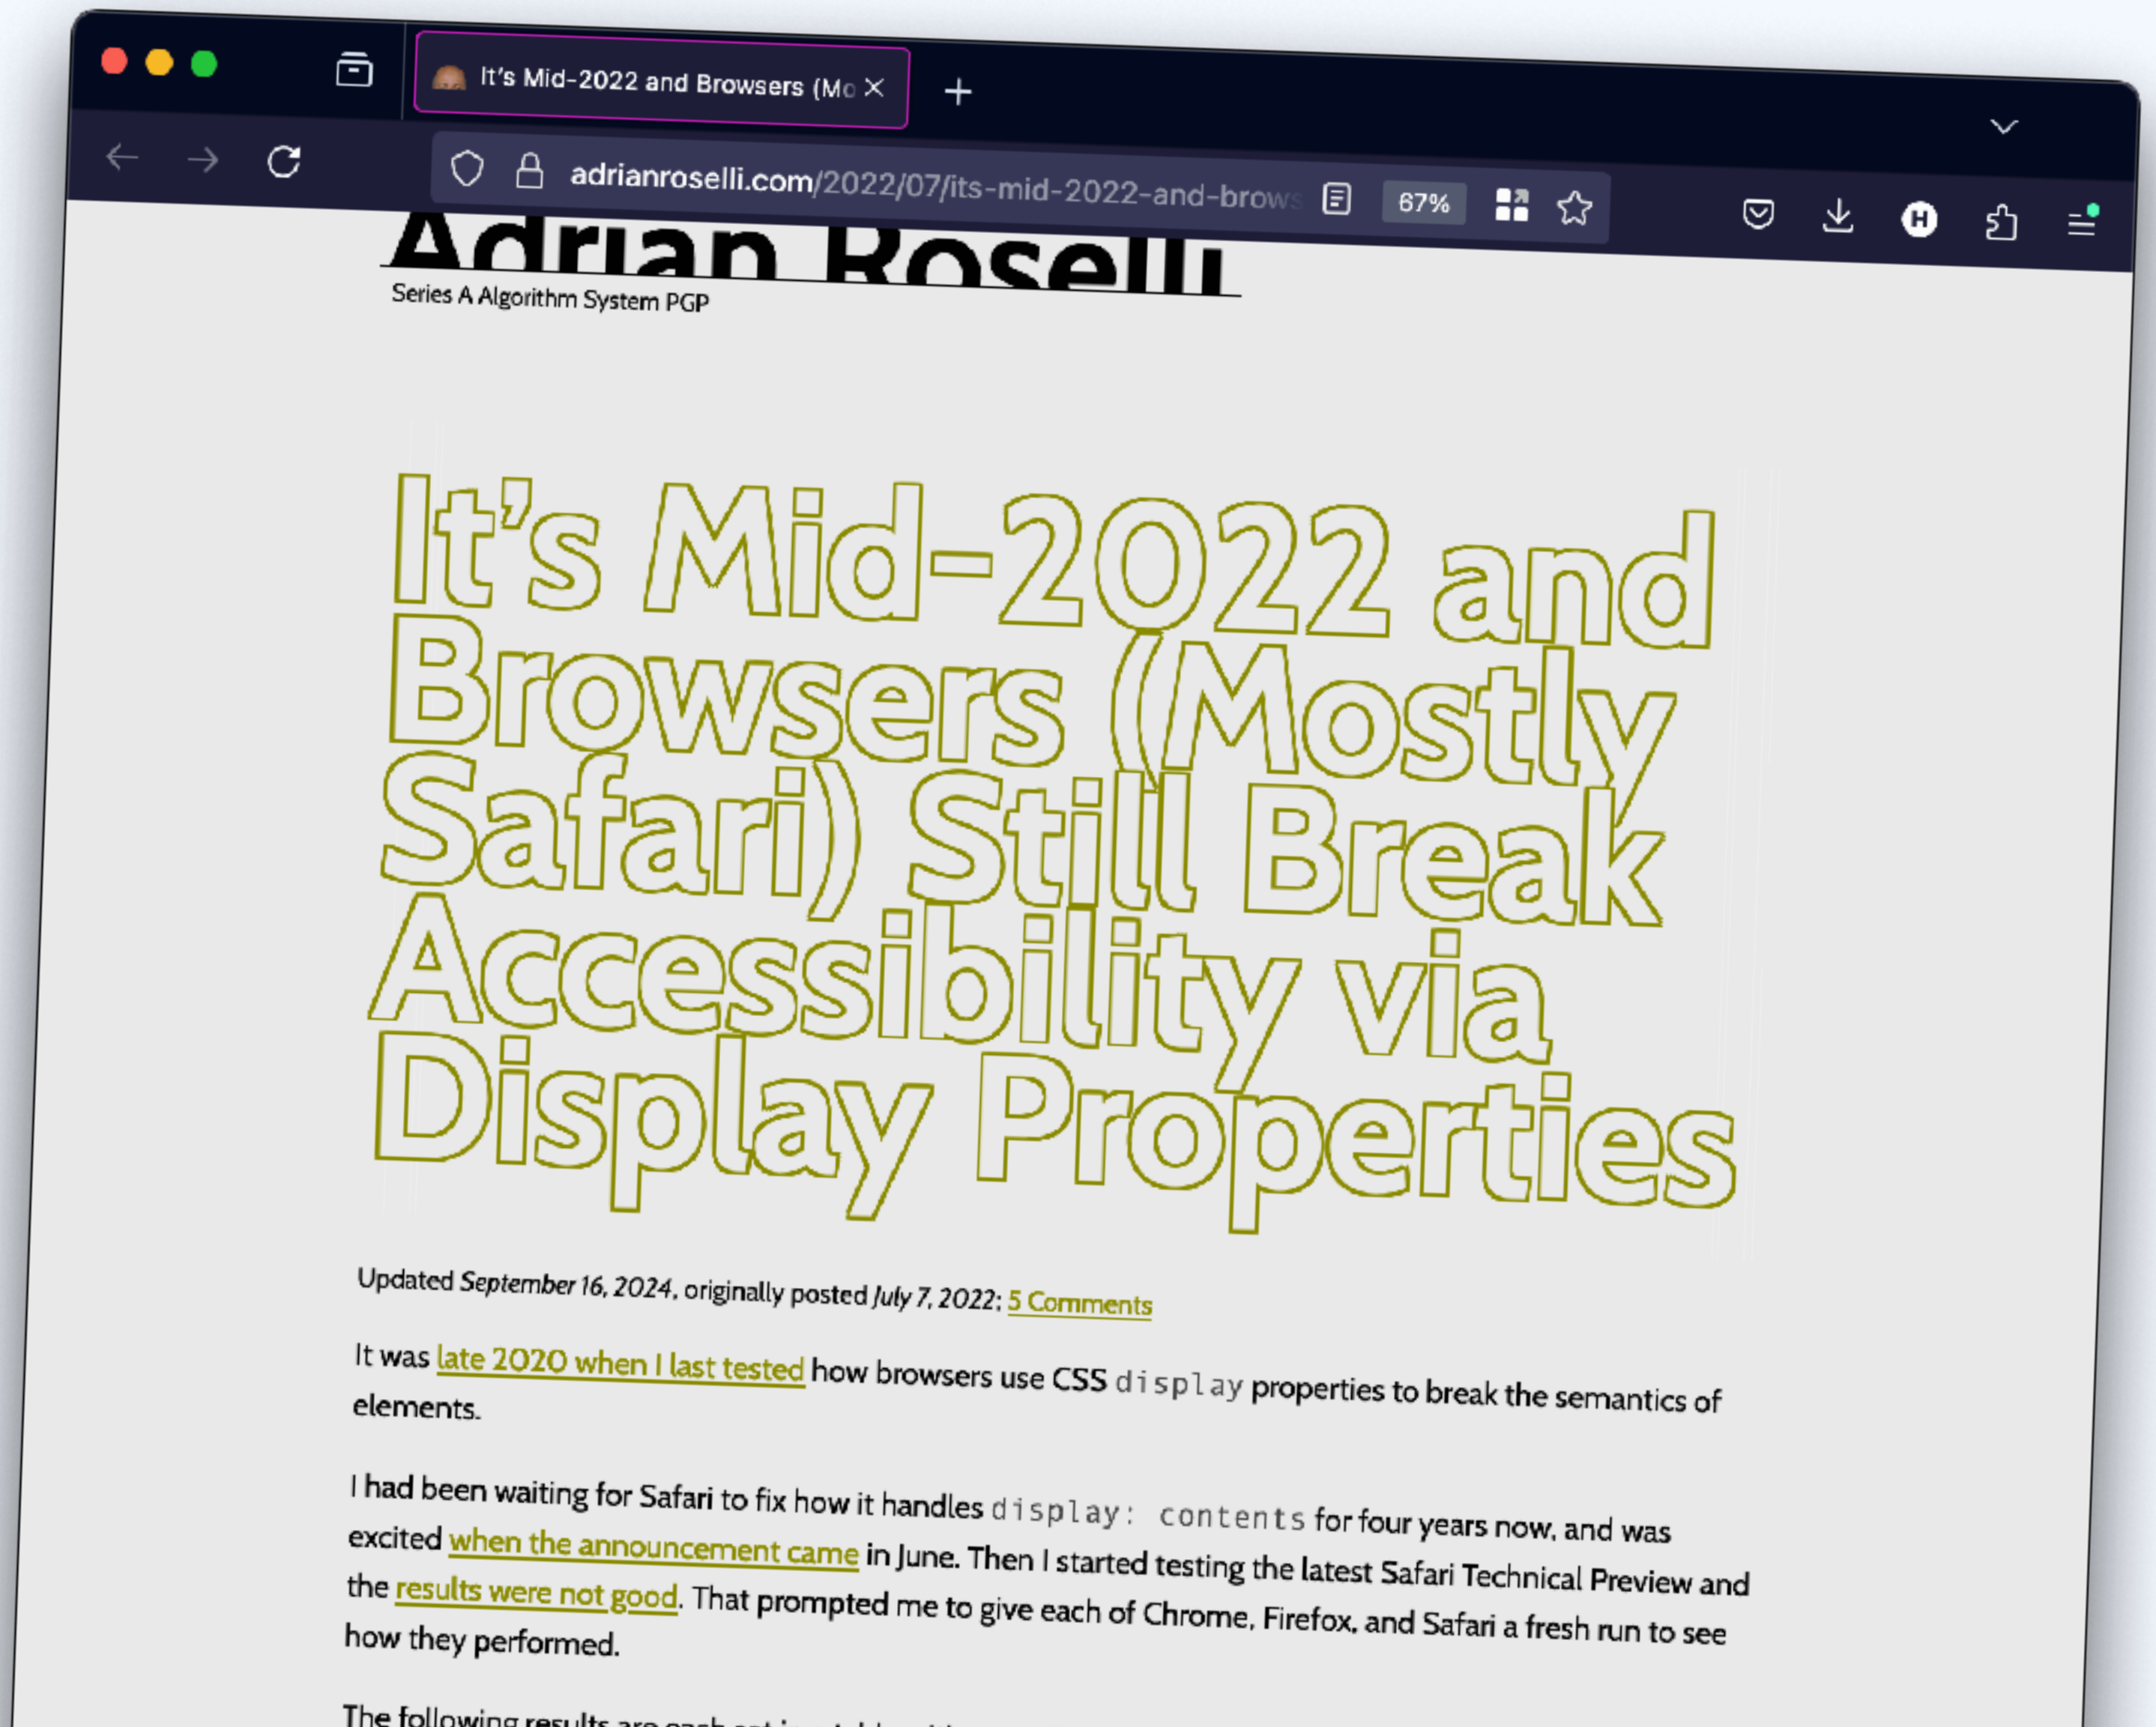 It's Mid-2022 and Browsers (Mo
adrianroselli.com/2022/07/its-mid-2022-and-brows
67%
H
Adrian Roselli
Series A Algorithm System PGP
It’s Mid-2022 and
Browsers (Mostly
Safari) Still Break
Accessibility via
Display Properties
Updated September 16, 2024, originally posted July 7, 2022; 5 Comments
It was late 2020 when I last tested how browsers use CSS display properties to break the semantics of
elements.
I had been waiting for Safari to fix how it handles display: contents for four years now, and was
excited when the announcement came in June. Then I started testing the latest Safari Technical Preview and
the results were not good. That prompted me to give each of Chrome, Firefox, and Safari a fresh run to see
how they performed.
The following results are each